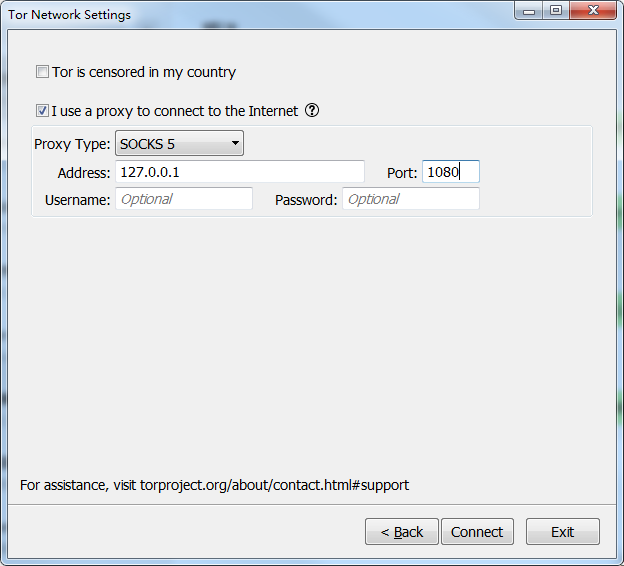 Tor Network Settings
Tor is censored in my country
I use a proxy to connect to the Internet ?
Proxy Type: SOCKS 5
Address: 127.0.0.1 Port: 1080
Username: Optional Password: Optional
For assistance, visit torproject.org/about/contact.html#support
< Back Connect Exit